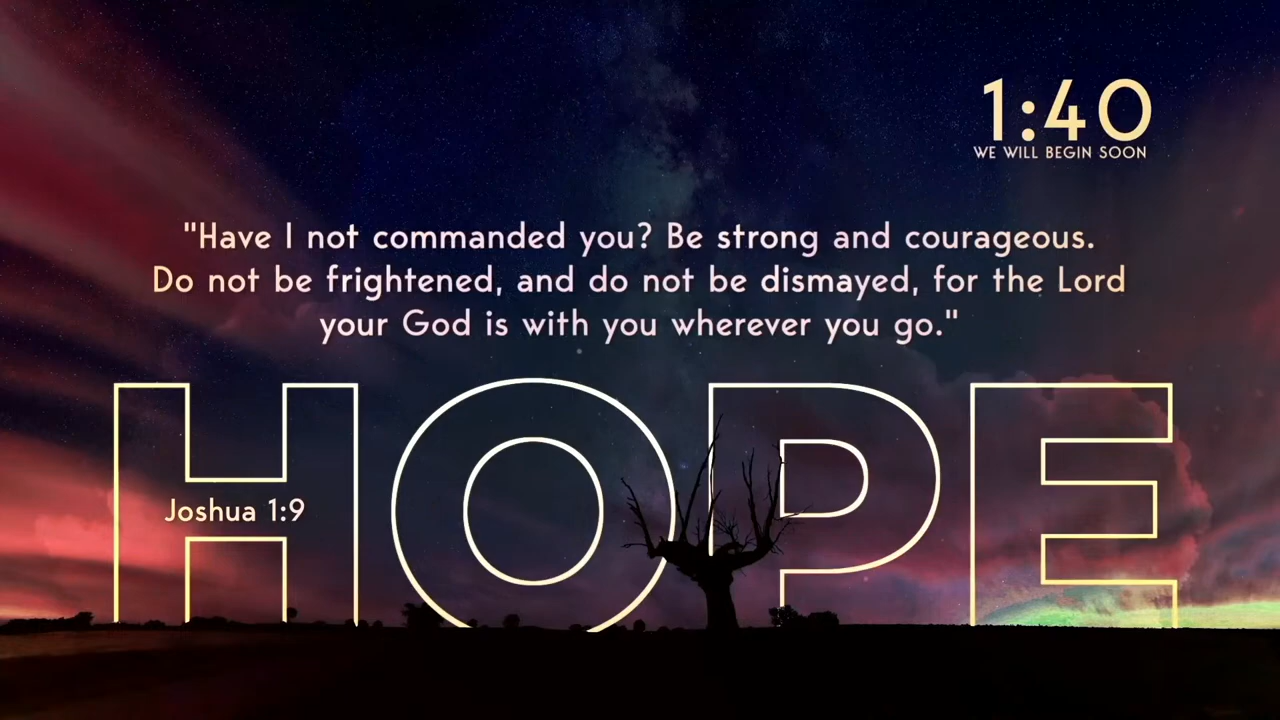 1:40
WE WILL BEGIN SOON
"Have I not commanded you? Be strong and courageous.
Do not be frightened, and do not be dismayed, for the Lord
your God is with you wherever you go."
HOPE
Joshua 1:9